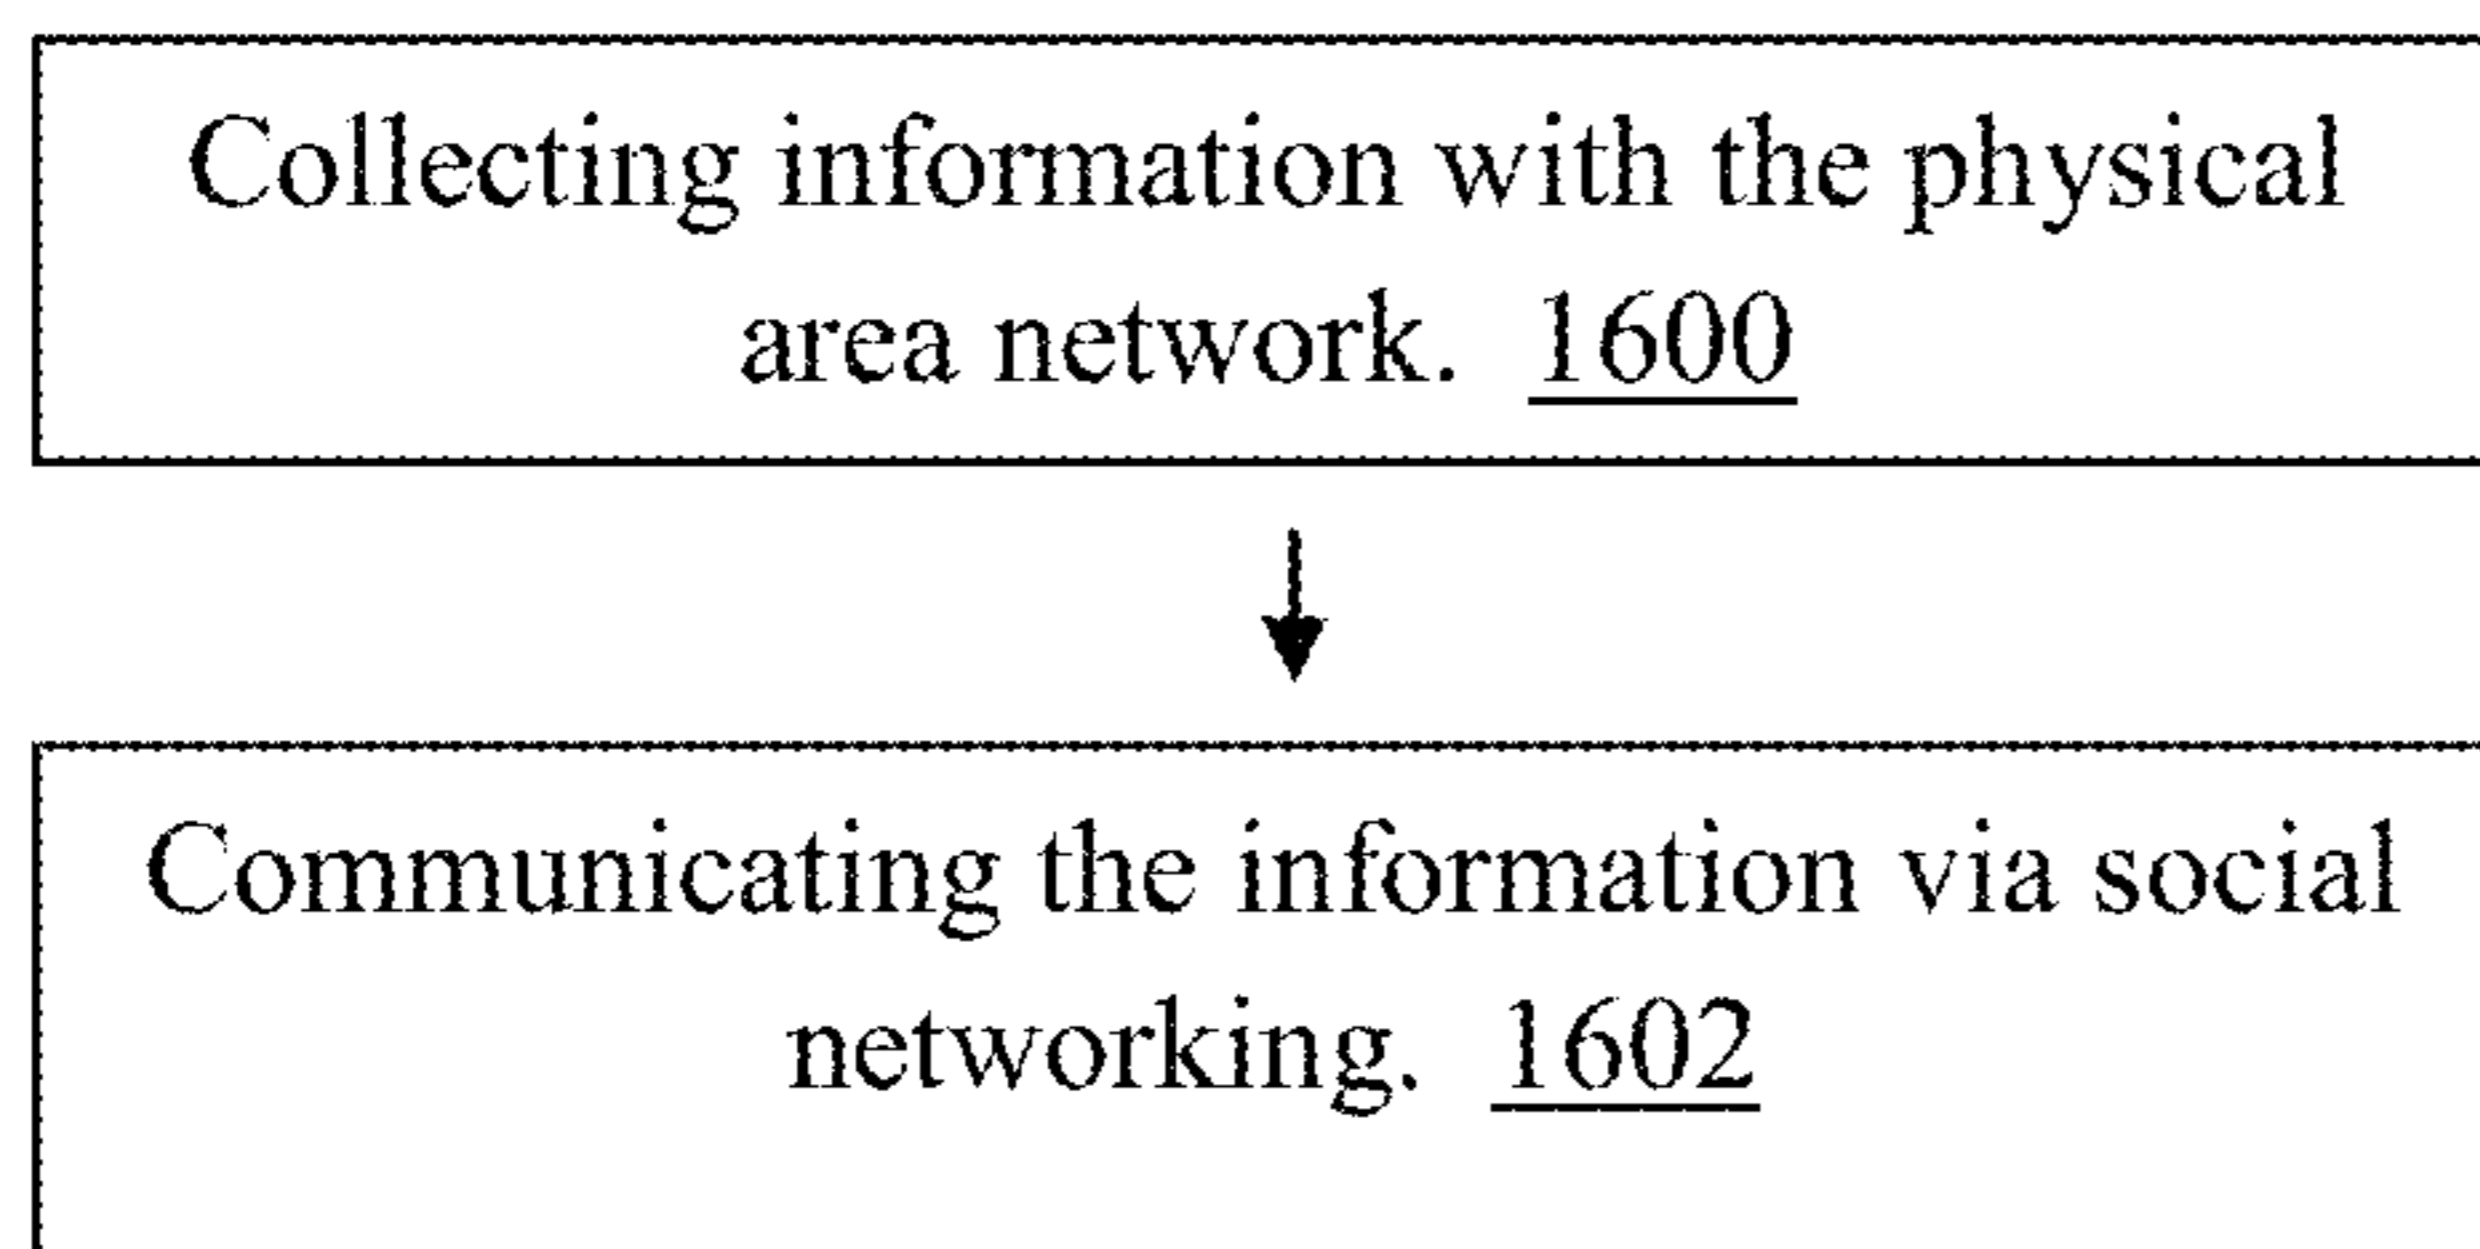 Collecting information with the physical
area network. 1600
Communicating the information via social
networking. 1602